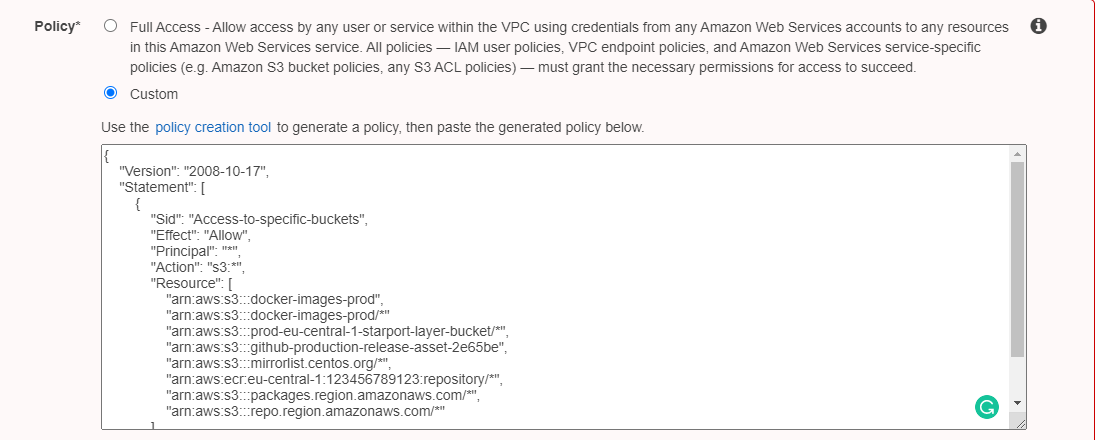 Policy* Full Access - Allow access by any user or service within the VPC using credentials from any Amazon Web Services accounts to any resources
in this Amazon Web Services service. All policies — IAM user policies, VPC endpoint policies, and Amazon Web Services service-specific
policies (e.g. Amazon S3 bucket policies, any S3 ACL policies) — must grant the necessary permissions for access to succeed.
Custom
Use the policy creation tool to generate a policy, then paste the generated policy below.
{
"Version": "2008-10-17",
"Statement": [
{
"Sid": "Access-to-specific-buckets",
"Effect": "Allow",
"Principal": "*",
"Action": "s3:*",
"Resource": [
"arn:aws:s3:::docker-images-prod",
"arn:aws:s3:::docker-images-prod/*"
"arn:aws:s3:::prod-eu-central-1-starport-layer-bucket/*",
"arn:aws:s3:::github-production-release-asset-2e65be",
"arn:aws:s3:::mirrorlist.centos.org/*",
"arn:aws:ecr:eu-central-1:123456789123:repository/*",
"arn:aws:s3:::packages.region.amazonaws.com/*",
"arn:aws:s3:::repo.region.amazonaws.com/*"
]